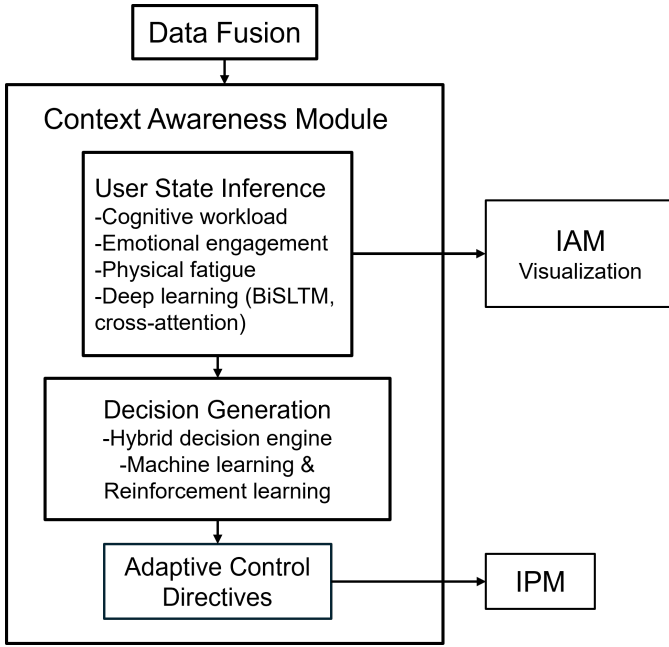 Data Fusion
Context Awareness Module
User State Inference
-Cognitive workload
-Emotional engagement
-Physical fatigue
-Deep learning (BiSLTM,
cross-attention)
IAM
Visualization
Decision Generation
-Hybrid decision engine
-Machine learning &
Reinforcement learning
Adaptive Control
Directives
IPM